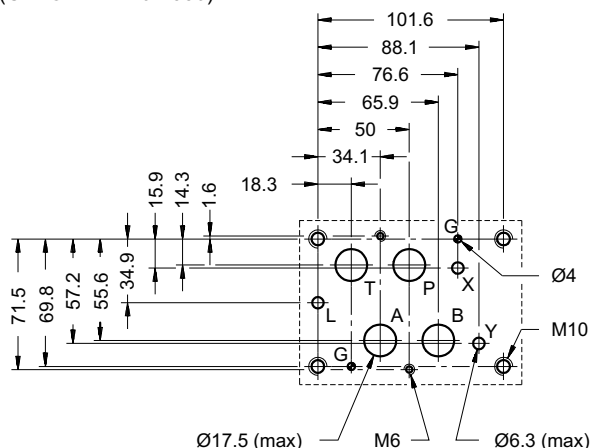 101.6
88.1
76.6
65.9
50
34.1
18.3
15.9
14.3
1.6
71.5
69.8
57.2
55.6
34.9
G
Ø4
T
P
X
L
A
B
Y
M10
G
Ø17.5 (max)
M6
Ø6.3 (max)